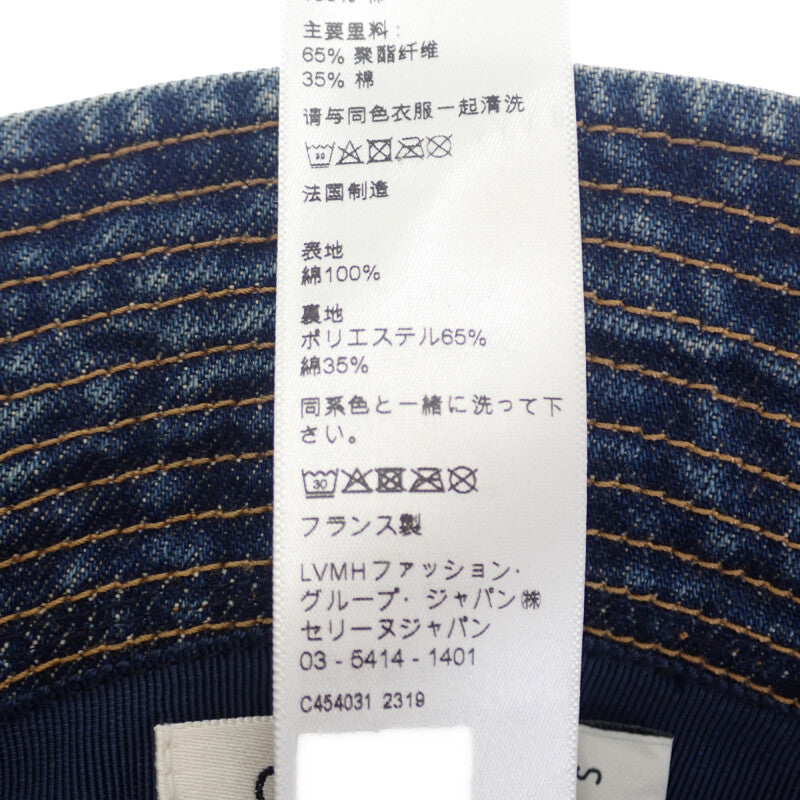 主要里料:
65% 聚酯纤维
35% 棉
请与同色衣服一起清洗
法国制造
表地
綿100%
裏地
ポリエステル65%
綿35%
同系色と一緒に洗って下
さい。
30
フランス製
LVMHファッション・
グループ・ジャパン㈱
セリーヌジャパン
03 - 5414 - 1401
C454031 2319